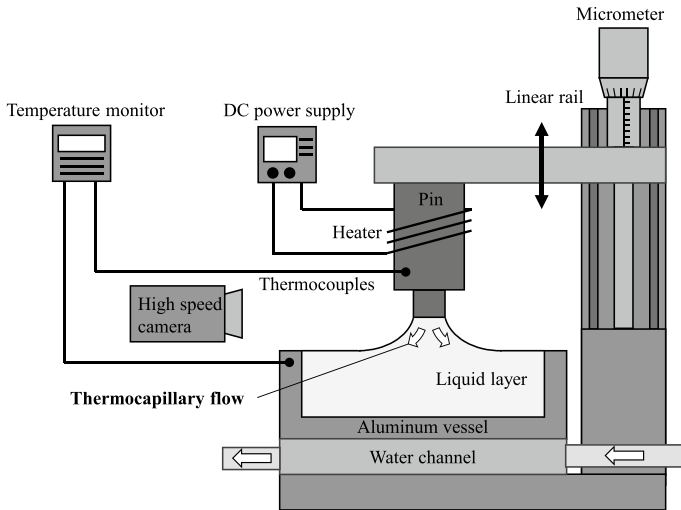 Micrometer
Linear rail
Temperature monitor
DC power supply
Pin
Heater
Thermocouples
High speed
camera
Liquid layer
Thermocapillary flow
Aluminum vessel
Water channel